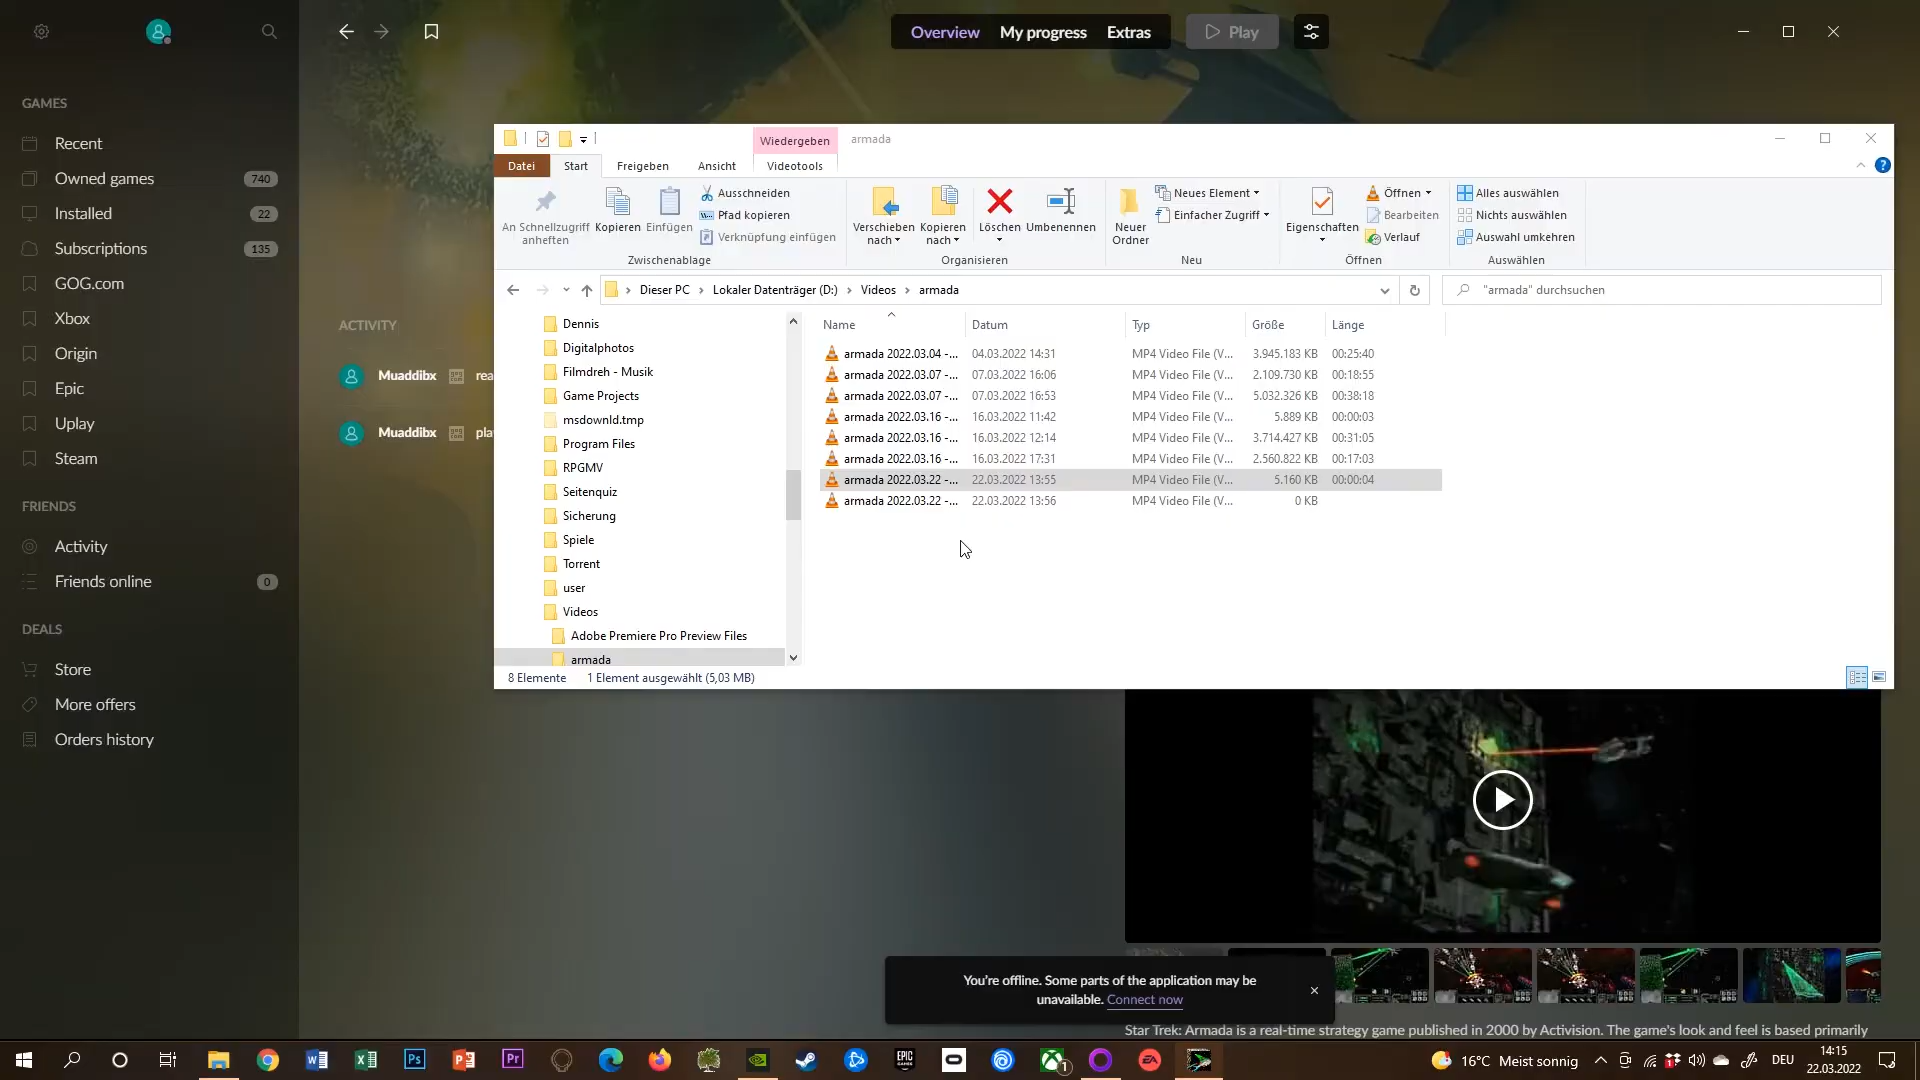 Overview My progress Extras Play
GAMES
Recent
Owned games 740
Installed 22
Subscriptions 135
GOG.com
Xbox
Origin
Epic
Uplay
Steam
FRIENDS
Activity
Friends online 0
DEALS
Store
More offers
Orders history
ACTIVITY
Muaddibx rea
Muaddibx pla
Wiedergeben armada
Datei Start Freigeben Ansicht Videotools
An Schnellzugriff anheften
Kopieren
Einfügen
Ausschneiden
Pfad kopieren
Verknüpfung einfügen
Zwischenablage
Verschieben nach
Kopieren nach
Löschen
Umbenennen
Organisieren
Neuer Ordner
Neues Element
Einfacher Zugriff
Neu
Eigenschaften
Öffnen
Bearbeiten
Verlauf
Öffnen
Alles auswählen
Nichts auswählen
Auswahl umkehren
Auswählen
Dieser PC › Lokaler Datenträger (D:) › Videos › armada
"armada" durchsuchen
Dennis
Digitalphotos
Filmdreh - Musik
Game Projects
msdownld.tmp
Program Files
RPGMV
Seitenquiz
Sicherung
Spiele
Torrent
user
Videos
Adobe Premiere Pro Preview Files
armada
Name Datum Typ Größe Länge
armada 2022.03.04 -... 04.03.2022 14:31 MP4 Video File (V... 3.945.183 KB 00:25:40
armada 2022.03.07 -... 07.03.2022 16:06 MP4 Video File (V... 2.109.730 KB 00:18:55
armada 2022.03.07 -... 07.03.2022 16:53 MP4 Video File (V... 5.032.326 KB 00:38:18
armada 2022.03.16 -... 16.03.2022 11:42 MP4 Video File (V... 5.889 KB 00:00:03
armada 2022.03.16 -... 16.03.2022 12:14 MP4 Video File (V... 3.714.427 KB 00:31:05
armada 2022.03.16 -... 16.03.2022 17:31 MP4 Video File (V... 2.560.822 KB 00:17:03
armada 2022.03.22 -... 22.03.2022 13:55 MP4 Video File (V... 5.160 KB 00:00:04
armada 2022.03.22 -... 22.03.2022 13:56 MP4 Video File (V... 0 KB
8 Elemente 1 Element ausgewählt (5,03 MB)
You're offline. Some parts of the application may be
unavailable. Connect now
Star Trek: Armada is a real-time strategy game published in 2000 by Activision. The game's look and feel is based primarily
16°C Meist sonnig DEU 14:15
22.03.2022